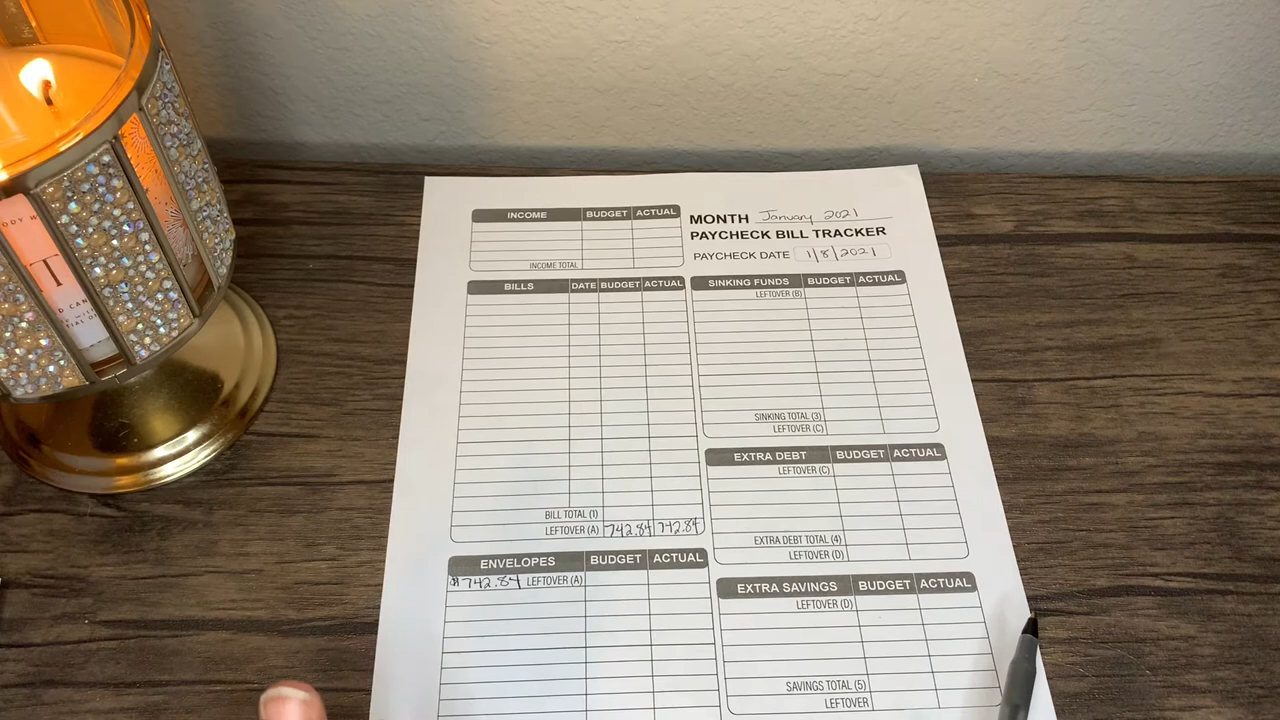 INCOME BUDGET ACTUAL
INCOME TOTAL
MONTH January 2021
PAYCHECK BILL TRACKER
PAYCHECK DATE 1/8/2021
BILLS DATE BUDGET ACTUAL
BILL TOTAL (1)
LEFTOVER (A) 742.84 742.84
ENVELOPES BUDGET ACTUAL
$742.84 LEFTOVER (A)
SINKING FUNDS BUDGET ACTUAL
LEFTOVER (B)
SINKING TOTAL (3)
LEFTOVER (C)
EXTRA DEBT BUDGET ACTUAL
LEFTOVER (C)
EXTRA DEBT TOTAL (4)
LEFTOVER (D)
EXTRA SAVINGS BUDGET ACTUAL
LEFTOVER (D)
SAVINGS TOTAL (5)
LEFTOVER